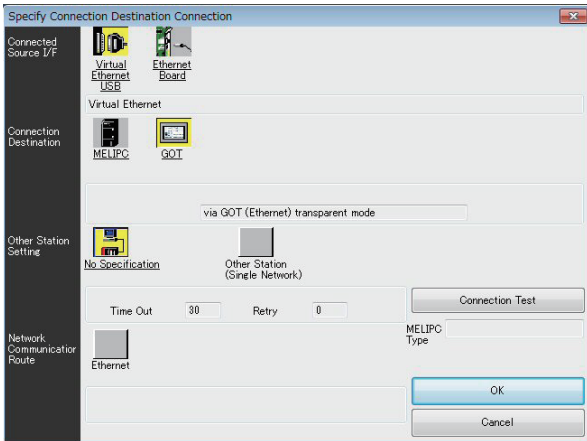 Specify Connection Destination Connection
Connected
Source I/F
Virtual
Ethernet
USB
Ethernet
Board
Virtual Ethernet
Connection
Destination
MELIPC
GOT
via GOT (Ethernet) transparent mode
Other Station
Setting
No Specification
Other Station
(Single Network)
Time Out
30
Retry
0
Connection Test
MELIPC
Type
Network
Communicatior
Route
Ethernet
OK
Cancel